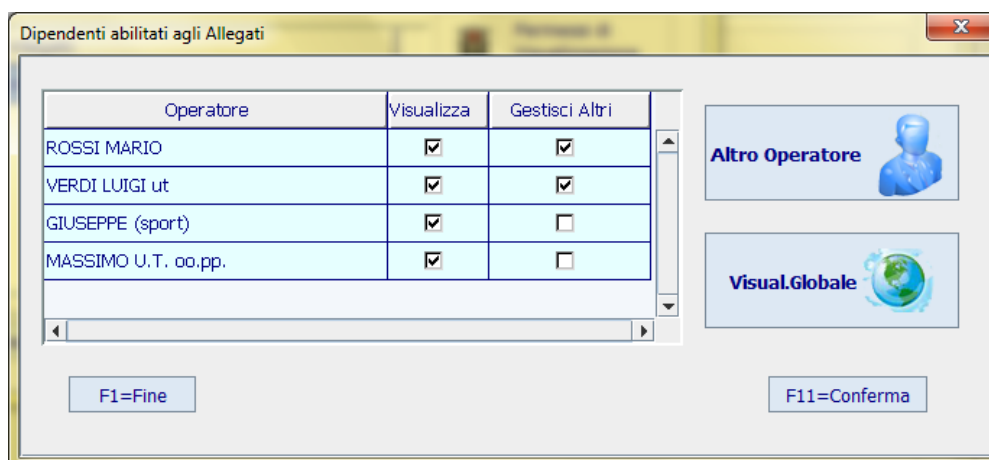 Dipendenti abilitati agli Allegati
Operatore Visualizza Gestisci Altri
ROSSI MARIO
VERDI LUIGI ut
GIUSEPPE (sport)
MASSIMO U.T. oo.pp.
Altro Operatore
Visual.Globale
F1=Fine
F11=Conferma